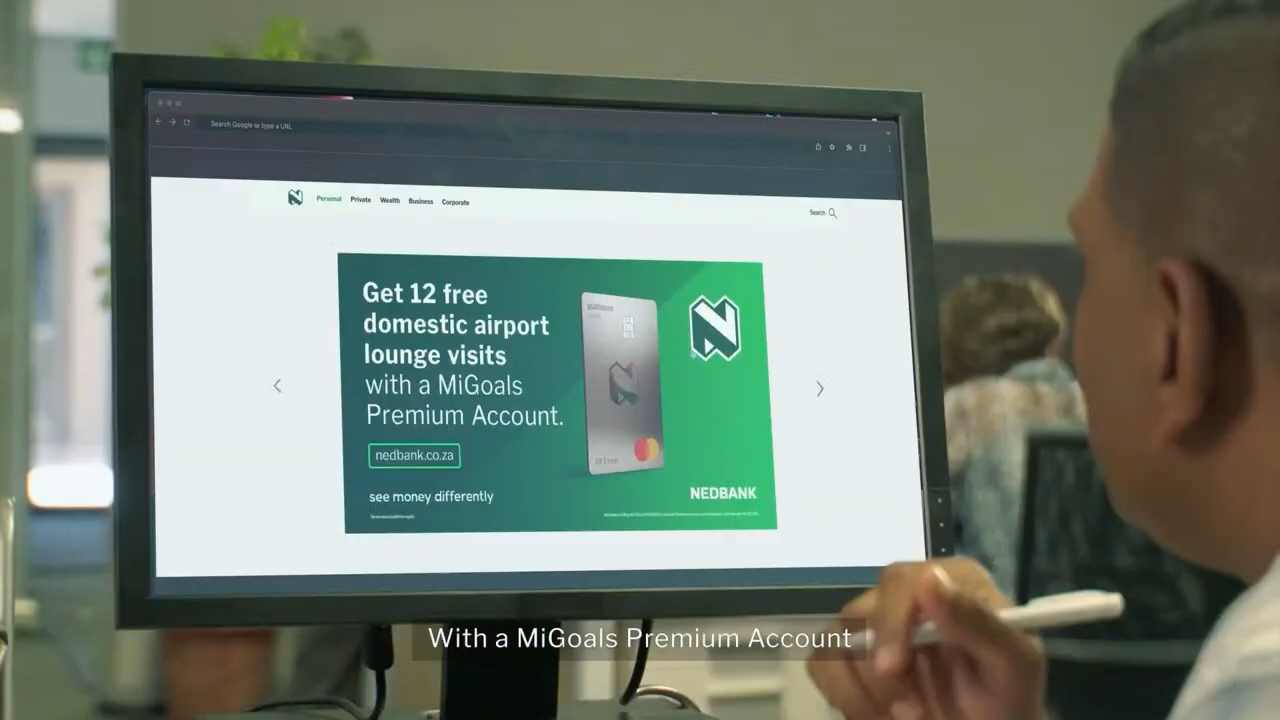 Search Google or type a URL
Personal Private Wealth Business Corporate
Search
Get 12 free
domestic airport
lounge visits
with a MiGoals
Premium Account.
nedbank.co.za
see money differently
platinum
NEDBANK
With a MiGoals Premium Account